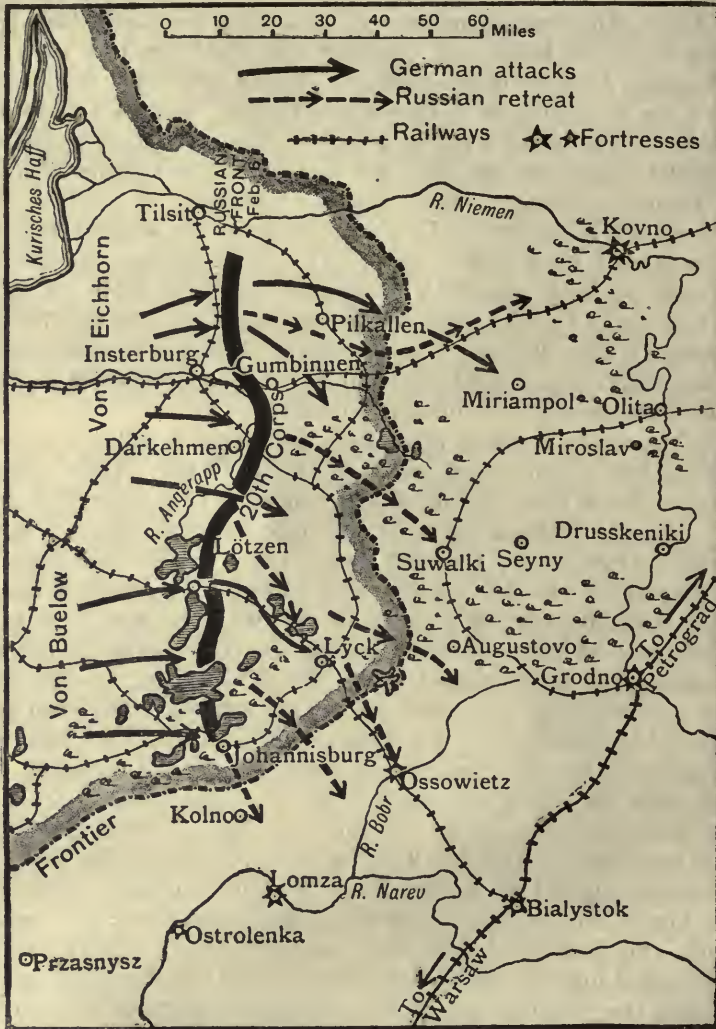 0 10 20 30 40 50 60 Miles
German attacks
Russian retreat
Railways Fortresses
Kurisches Haff
RUSSIAN
FRONT
Feb. 6
Tilsit
R. Niemen
Kovno
Von Eichhorn
Pilkallen
Insterburg
Gumbinnen
Miriampol
Olita
20th Corps
Darkehmen
Miroslav
R. Angerapp
Lötzen
Drusskeniki
Suwalki
Seyny
Von Buelow
Lyck
Augustovo
To
Petrograd
Grodno
Johannisburg
Ossowietz
Kolno
R. Bobr
Frontier
Lomza
R. Narev
Bialystok
Ostrolenka
Przasnysz
To
Warsaw